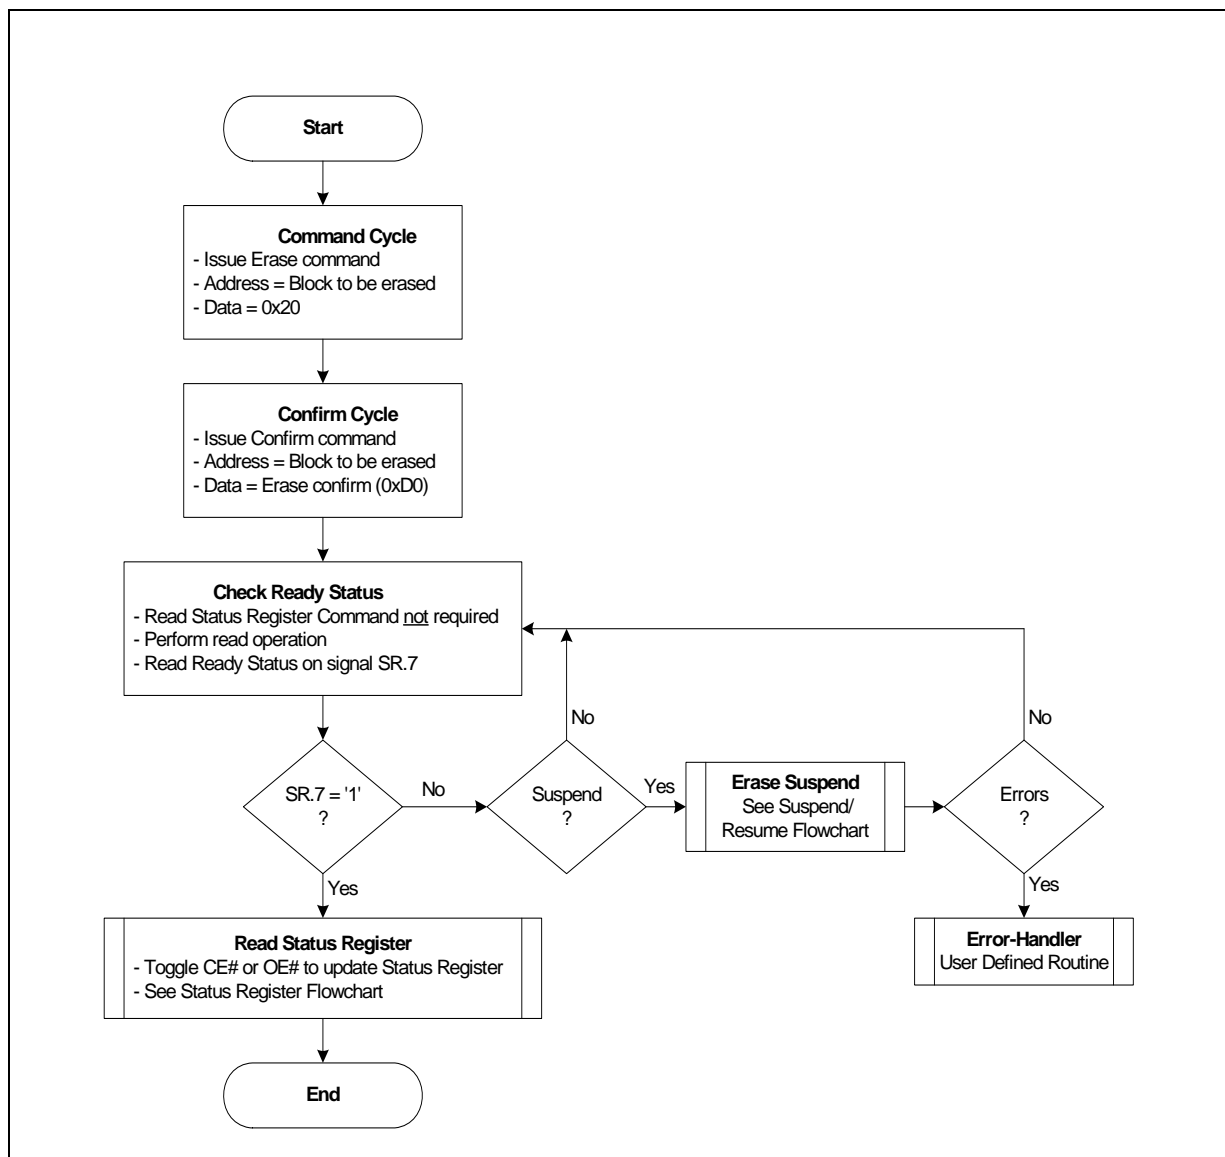 Start
Command Cycle
- Issue Erase command
- Address = Block to be erased
- Data = 0x20
Confirm Cycle
- Issue Confirm command
- Address = Block to be erased
- Data = Erase confirm (0xD0)
Check Ready Status
- Read Status Register Command not required
- Perform read operation
- Read Ready Status on signal SR.7
No
No
SR.7 = '1'
?
No
Suspend
?
Yes
Erase Suspend
See Suspend/
Resume Flowchart
Errors
?
Yes
Yes
Read Status Register
- Toggle CE# or OE# to update Status Register
- See Status Register Flowchart
Error-Handler
User Defined Routine
End